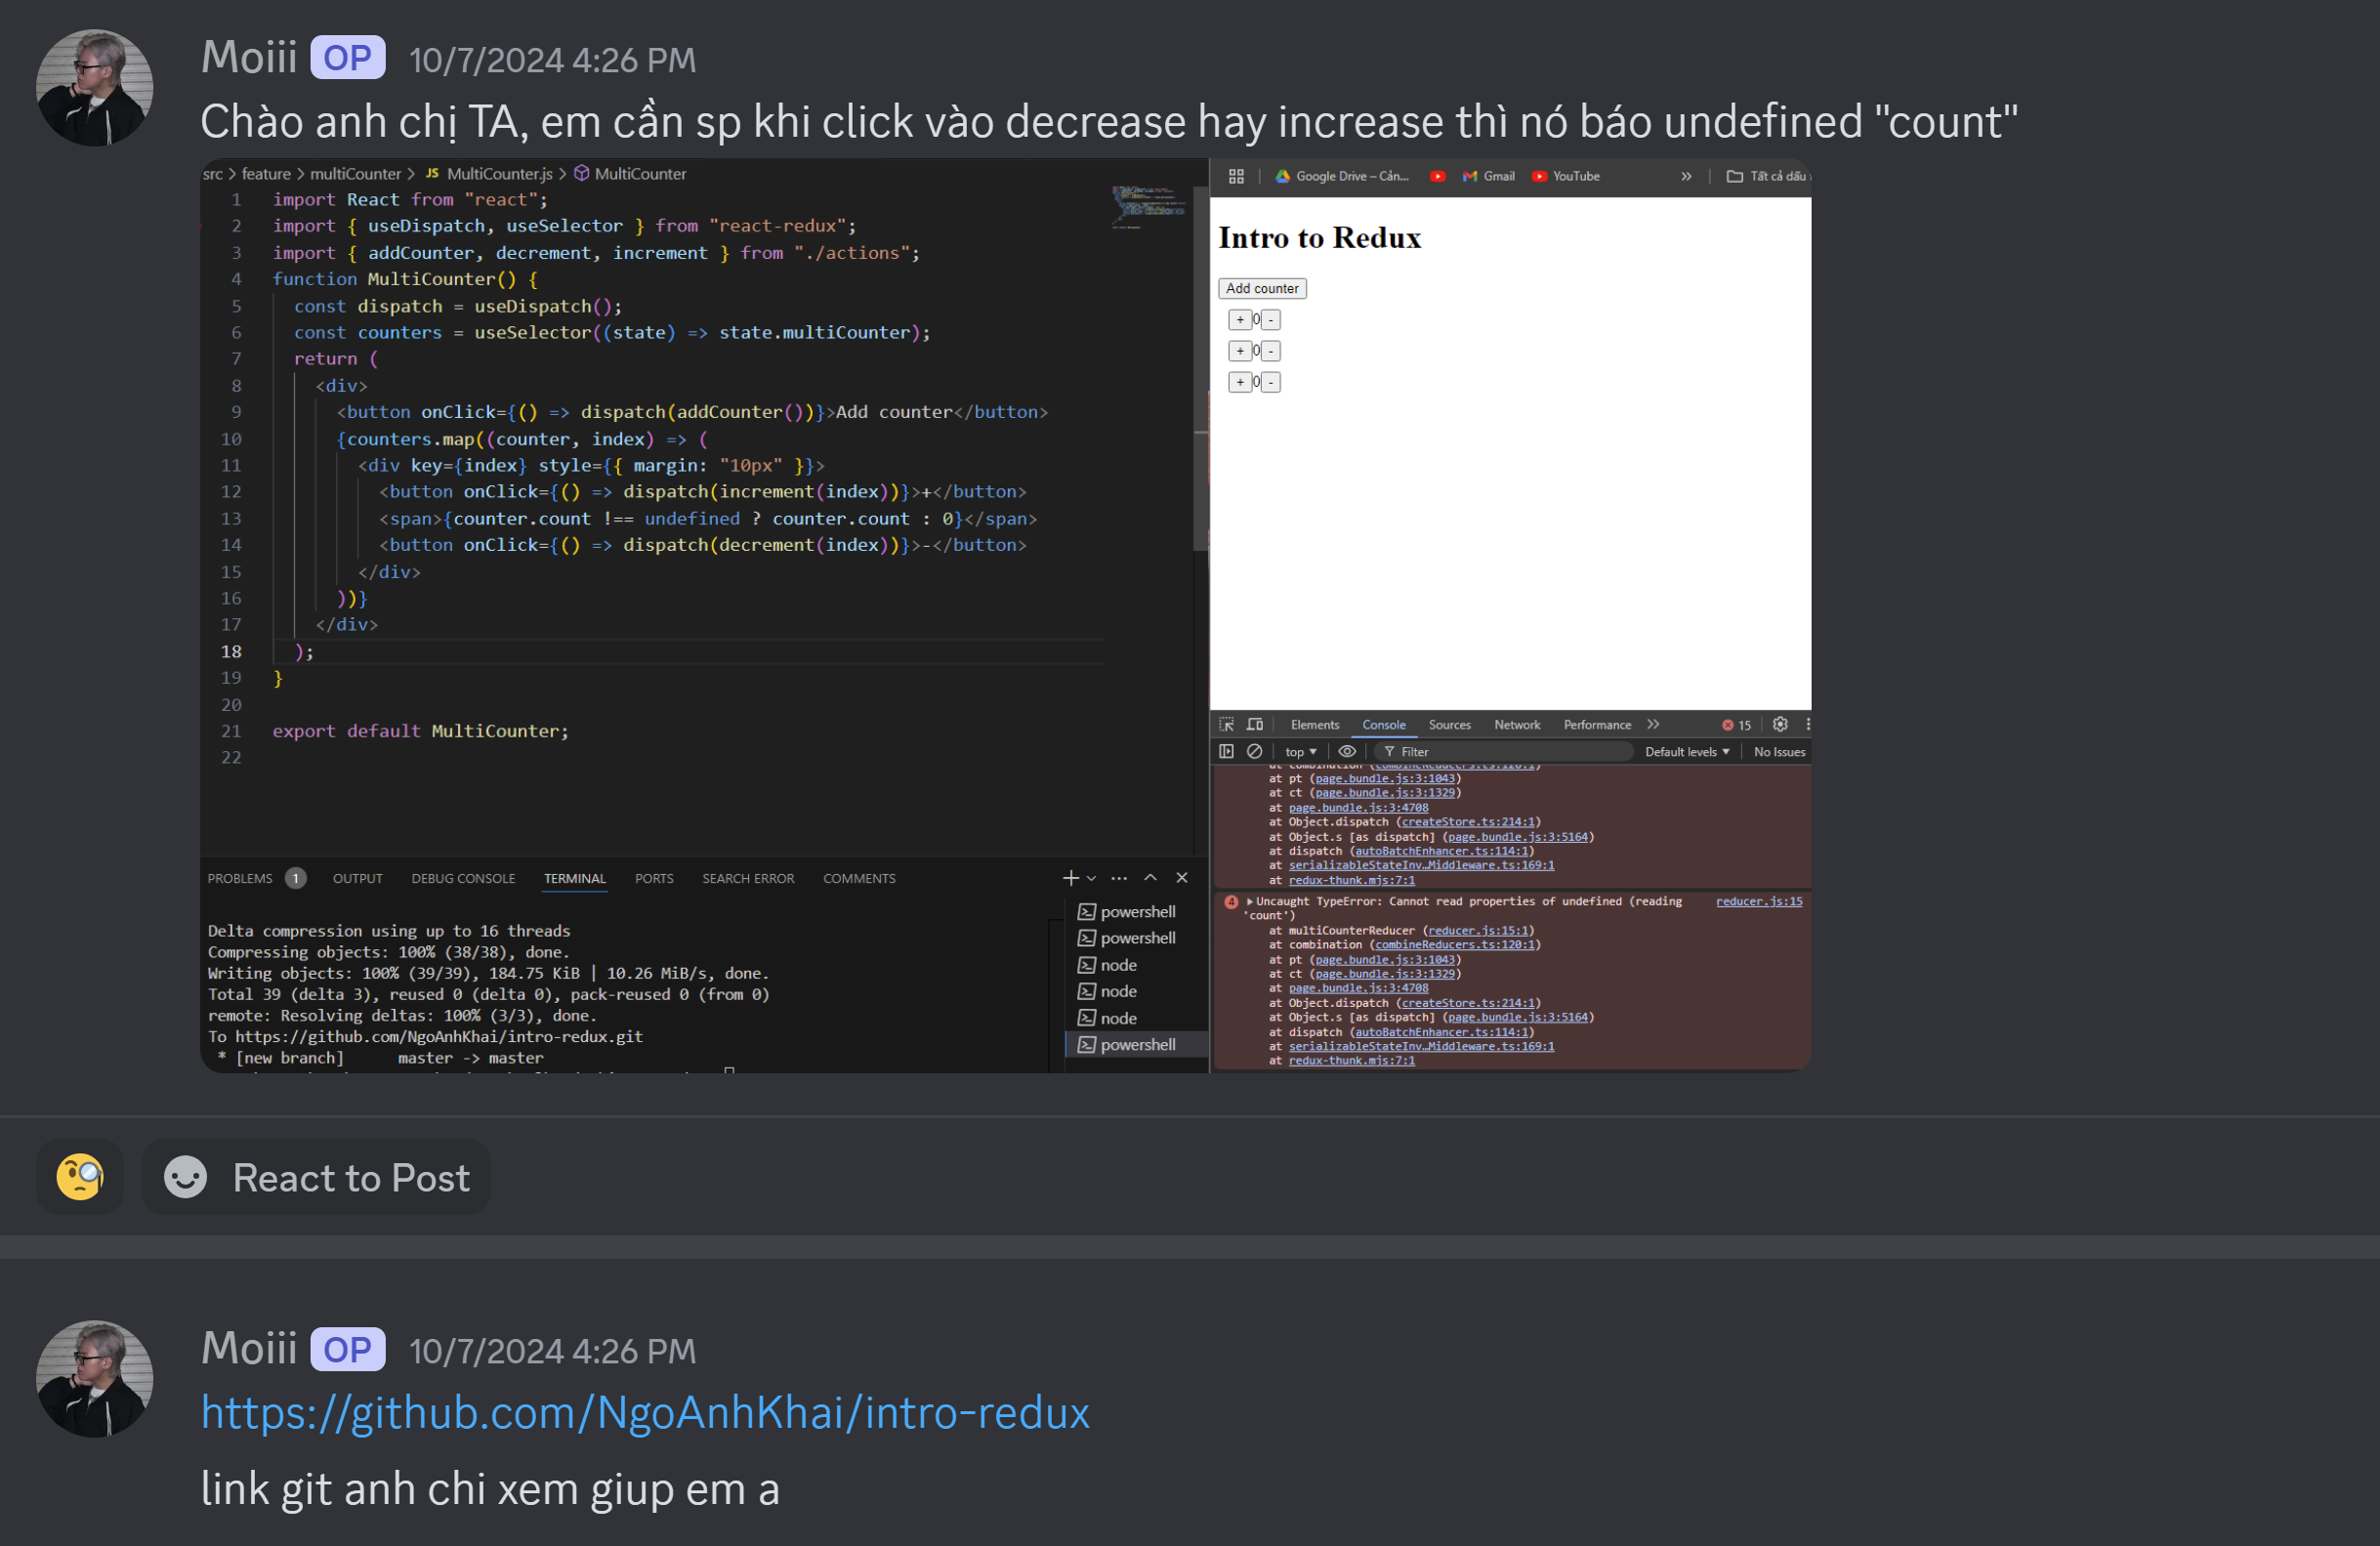 Moiii OP 10/7/2024 4:26 PM
Chào anh chị TA, em cần sp khi click vào decrease hay increase thì nó báo undefined "count"
src > feature > multiCounter > JS MultiCounter.js > MultiCounter
1 import React from "react";
2 import { useDispatch, useSelector } from "react-redux";
3 import { addCounter, decrement, increment } from "./actions";
4 function MultiCounter() {
5 const dispatch = useDispatch();
6 const counters = useSelector((state) => state.multiCounter);
7 return (
8 <div>
9 <button onClick={() => dispatch(addCounter())}>Add counter</button>
10 {counters.map((counter, index) => (
11 <div key={index} style={{ margin: "10px" }}>
12 <button onClick={() => dispatch(increment(index))}>+</button>
13 <span>{counter.count !== undefined ? counter.count : 0}</span>
14 <button onClick={() => dispatch(decrement(index))}>-</button>
15 </div>
16 ))}
17 </div>
18 );
19 }
20
21 export default MultiCounter;
22
PROBLEMS 1 OUTPUT DEBUG CONSOLE TERMINAL PORTS SEARCH ERROR COMMENTS
Delta compression using up to 16 threads
Compressing objects: 100% (38/38), done.
Writing objects: 100% (39/39), 184.75 KiB | 10.26 MiB/s, done.
Total 39 (delta 3), reused 0 (delta 0), pack-reused 0 (from 0)
remote: Resolving deltas: 100% (3/3), done.
To https://github.com/NgoAnhKhai/intro-redux.git
* [new branch] master -> master
powershell
powershell
node
node
node
powershell
Google Drive – Cản... Gmail YouTube » Tất cả dấu
Intro to Redux
Add counter
+ 0 -
+ 0 -
+ 0 -
Elements Console Sources Network Performance » 15
top Filter Default levels No Issues
at combination (combineReducers.ts:120:1)
at pt (page.bundle.js:3:1043)
at ct (page.bundle.js:3:1329)
at page.bundle.js:3:4708
at Object.dispatch (createStore.ts:214:1)
at Object.s [as dispatch] (page.bundle.js:3:5164)
at dispatch (autoBatchEnhancer.ts:114:1)
at serializableStateInv…Middleware.ts:169:1
at redux-thunk.mjs:7:1
4 Uncaught TypeError: Cannot read properties of undefined (reading reducer.js:15
'count')
at multiCounterReducer (reducer.js:15:1)
at combination (combineReducers.ts:120:1)
at pt (page.bundle.js:3:1043)
at ct (page.bundle.js:3:1329)
at page.bundle.js:3:4708
at Object.dispatch (createStore.ts:214:1)
at Object.s [as dispatch] (page.bundle.js:3:5164)
at dispatch (autoBatchEnhancer.ts:114:1)
at serializableStateInv…Middleware.ts:169:1
at redux-thunk.mjs:7:1
React to Post
Moiii OP 10/7/2024 4:26 PM
https://github.com/NgoAnhKhai/intro-redux
link git anh chi xem giup em a